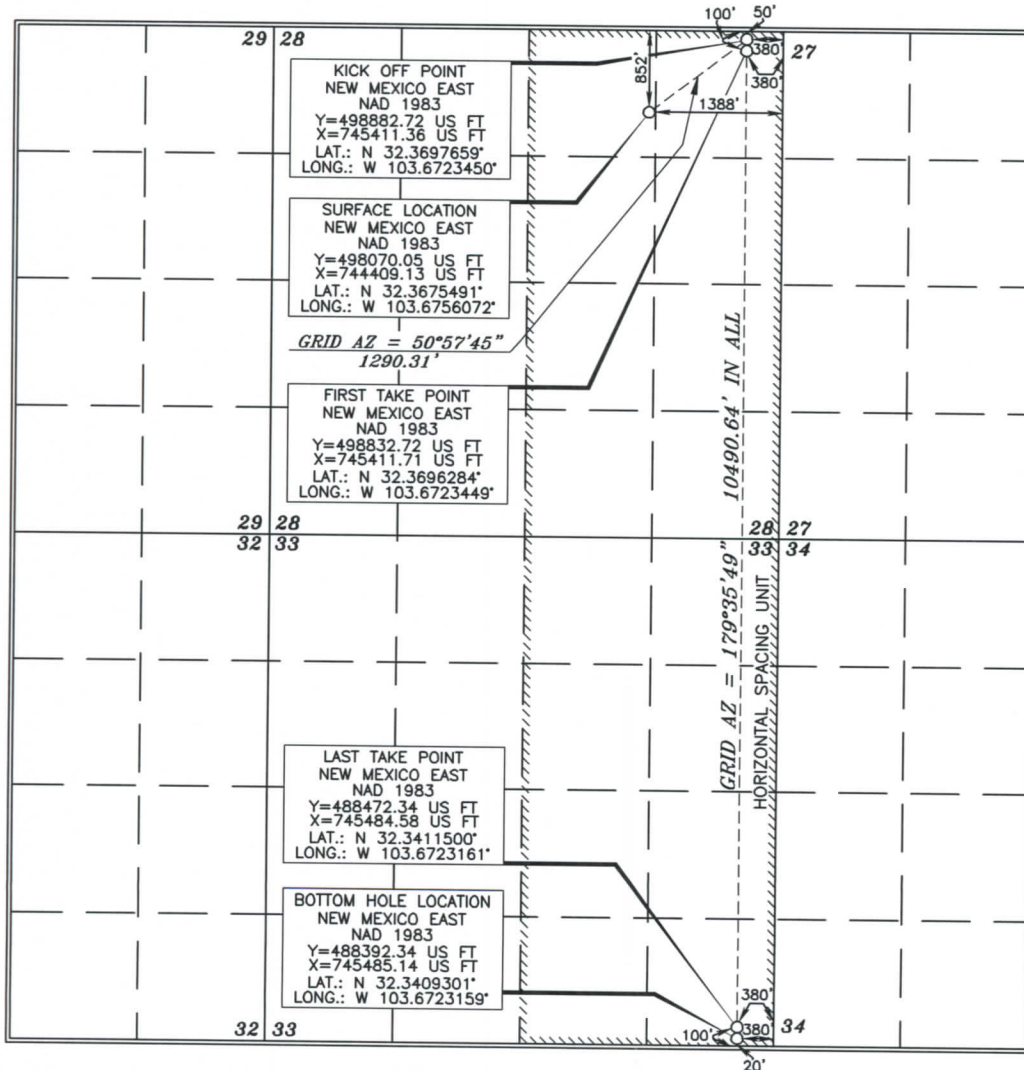 100'
50'
29
28
27
380'
380'
852'
1388'
KICK OFF POINT
NEW MEXICO EAST
NAD 1983
Y=498882.72 US FT
X=745411.36 US FT
LAT.: N 32.3697659°
LONG.: W 103.6723450°
SURFACE LOCATION
NEW MEXICO EAST
NAD 1983
Y=498070.05 US FT
X=744409.13 US FT
LAT.: N 32.3675491°
LONG.: W 103.6756072°
GRID AZ = 50°57'45"
1290.31'
FIRST TAKE POINT
NEW MEXICO EAST
NAD 1983
Y=498832.72 US FT
X=745411.71 US FT
LAT.: N 32.3696284°
LONG.: W 103.6723449°
GRID AZ = 179°35'49" 10490.64' IN ALL
29 28
32 33
28 27
33 34
HORIZONTAL SPACING UNIT
LAST TAKE POINT
NEW MEXICO EAST
NAD 1983
Y=488472.34 US FT
X=745484.58 US FT
LAT.: N 32.3411500°
LONG.: W 103.6723161°
BOTTOM HOLE LOCATION
NEW MEXICO EAST
NAD 1983
Y=488392.34 US FT
X=745485.14 US FT
LAT.: N 32.3409301°
LONG.: W 103.6723159°
380'
32
33
100'
380'
34
20'